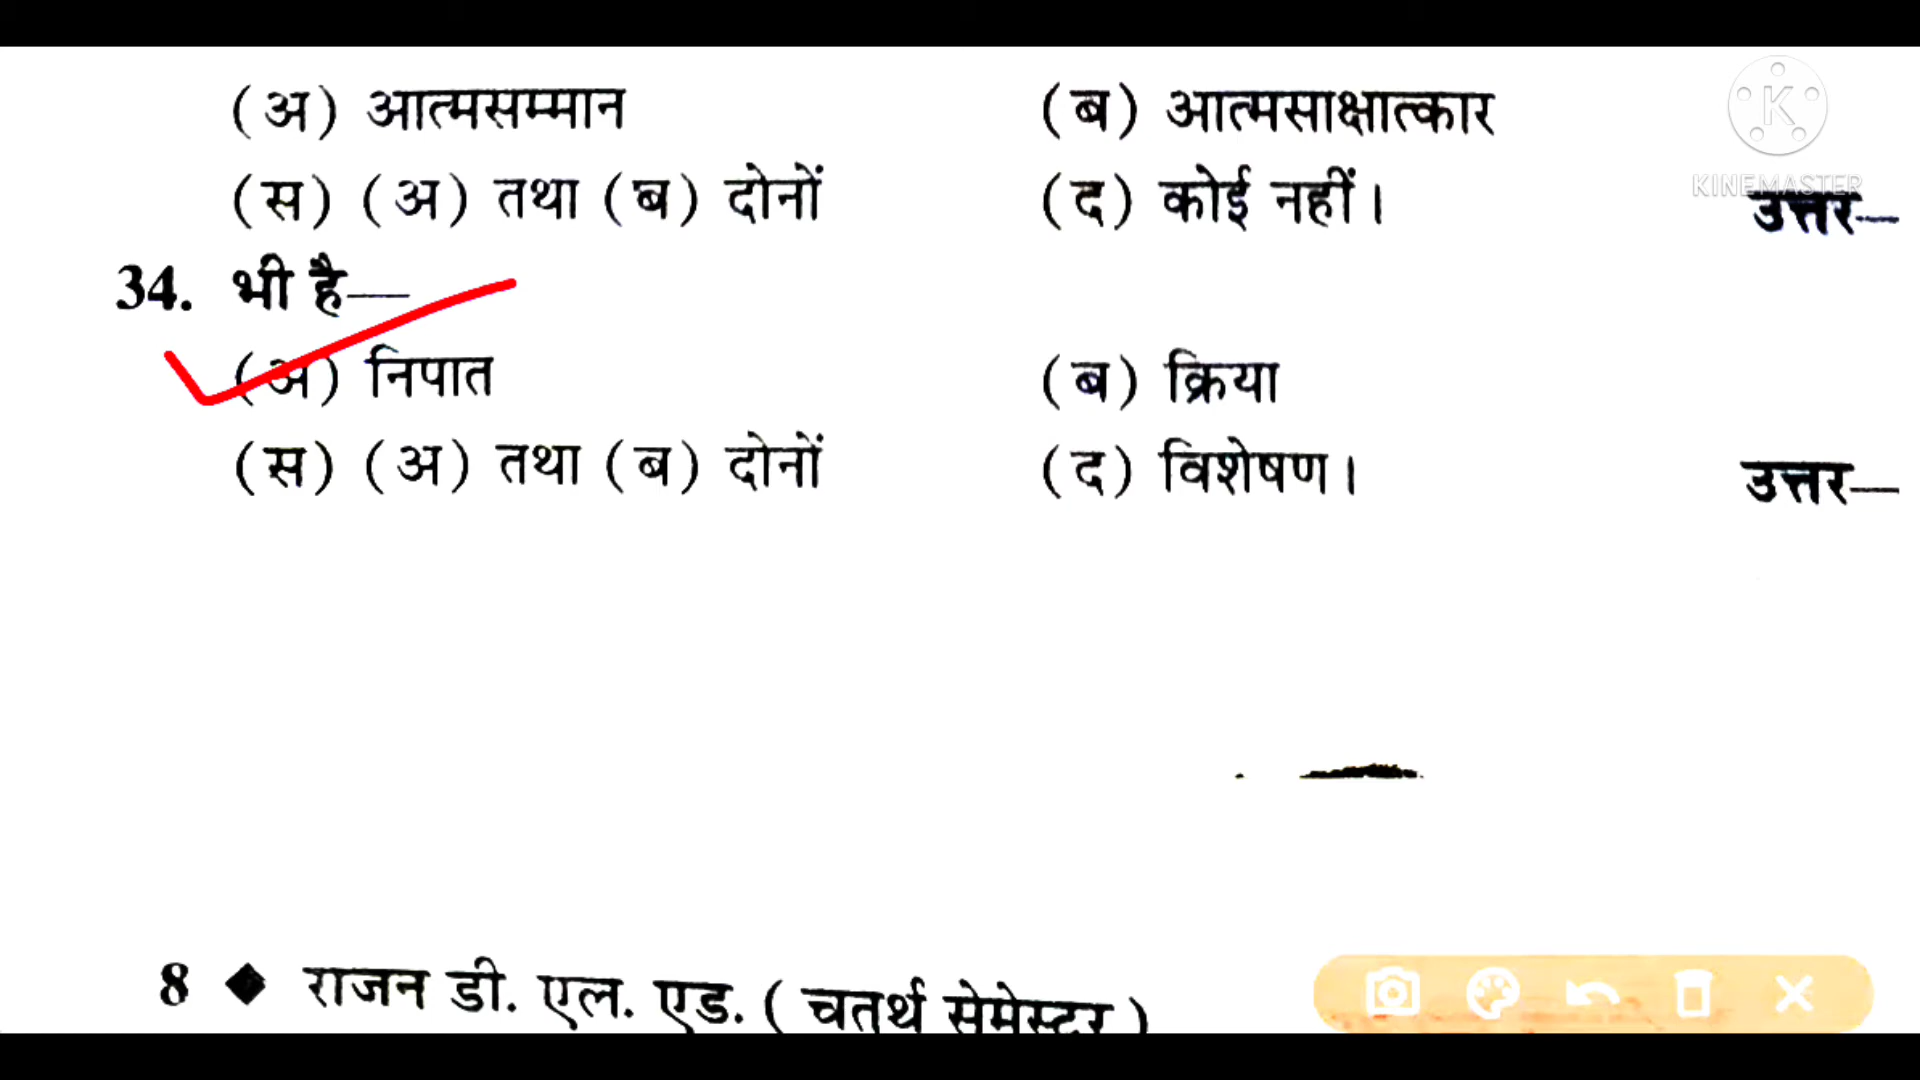 (अ) आत्मसम्मान (ब) आत्मसाक्षात्कार
KINEMASTER
(स) (अ) तथा (ब) दोनों (द) कोई नहीं। उत्तर—
34. भी है—
(अ) निपात (ब) क्रिया
(स) (अ) तथा (ब) दोनों (द) विशेषण। उत्तर—
8 ◆ राजन डी. एल. एड. ( चतुर्थ सेमेस्टर )